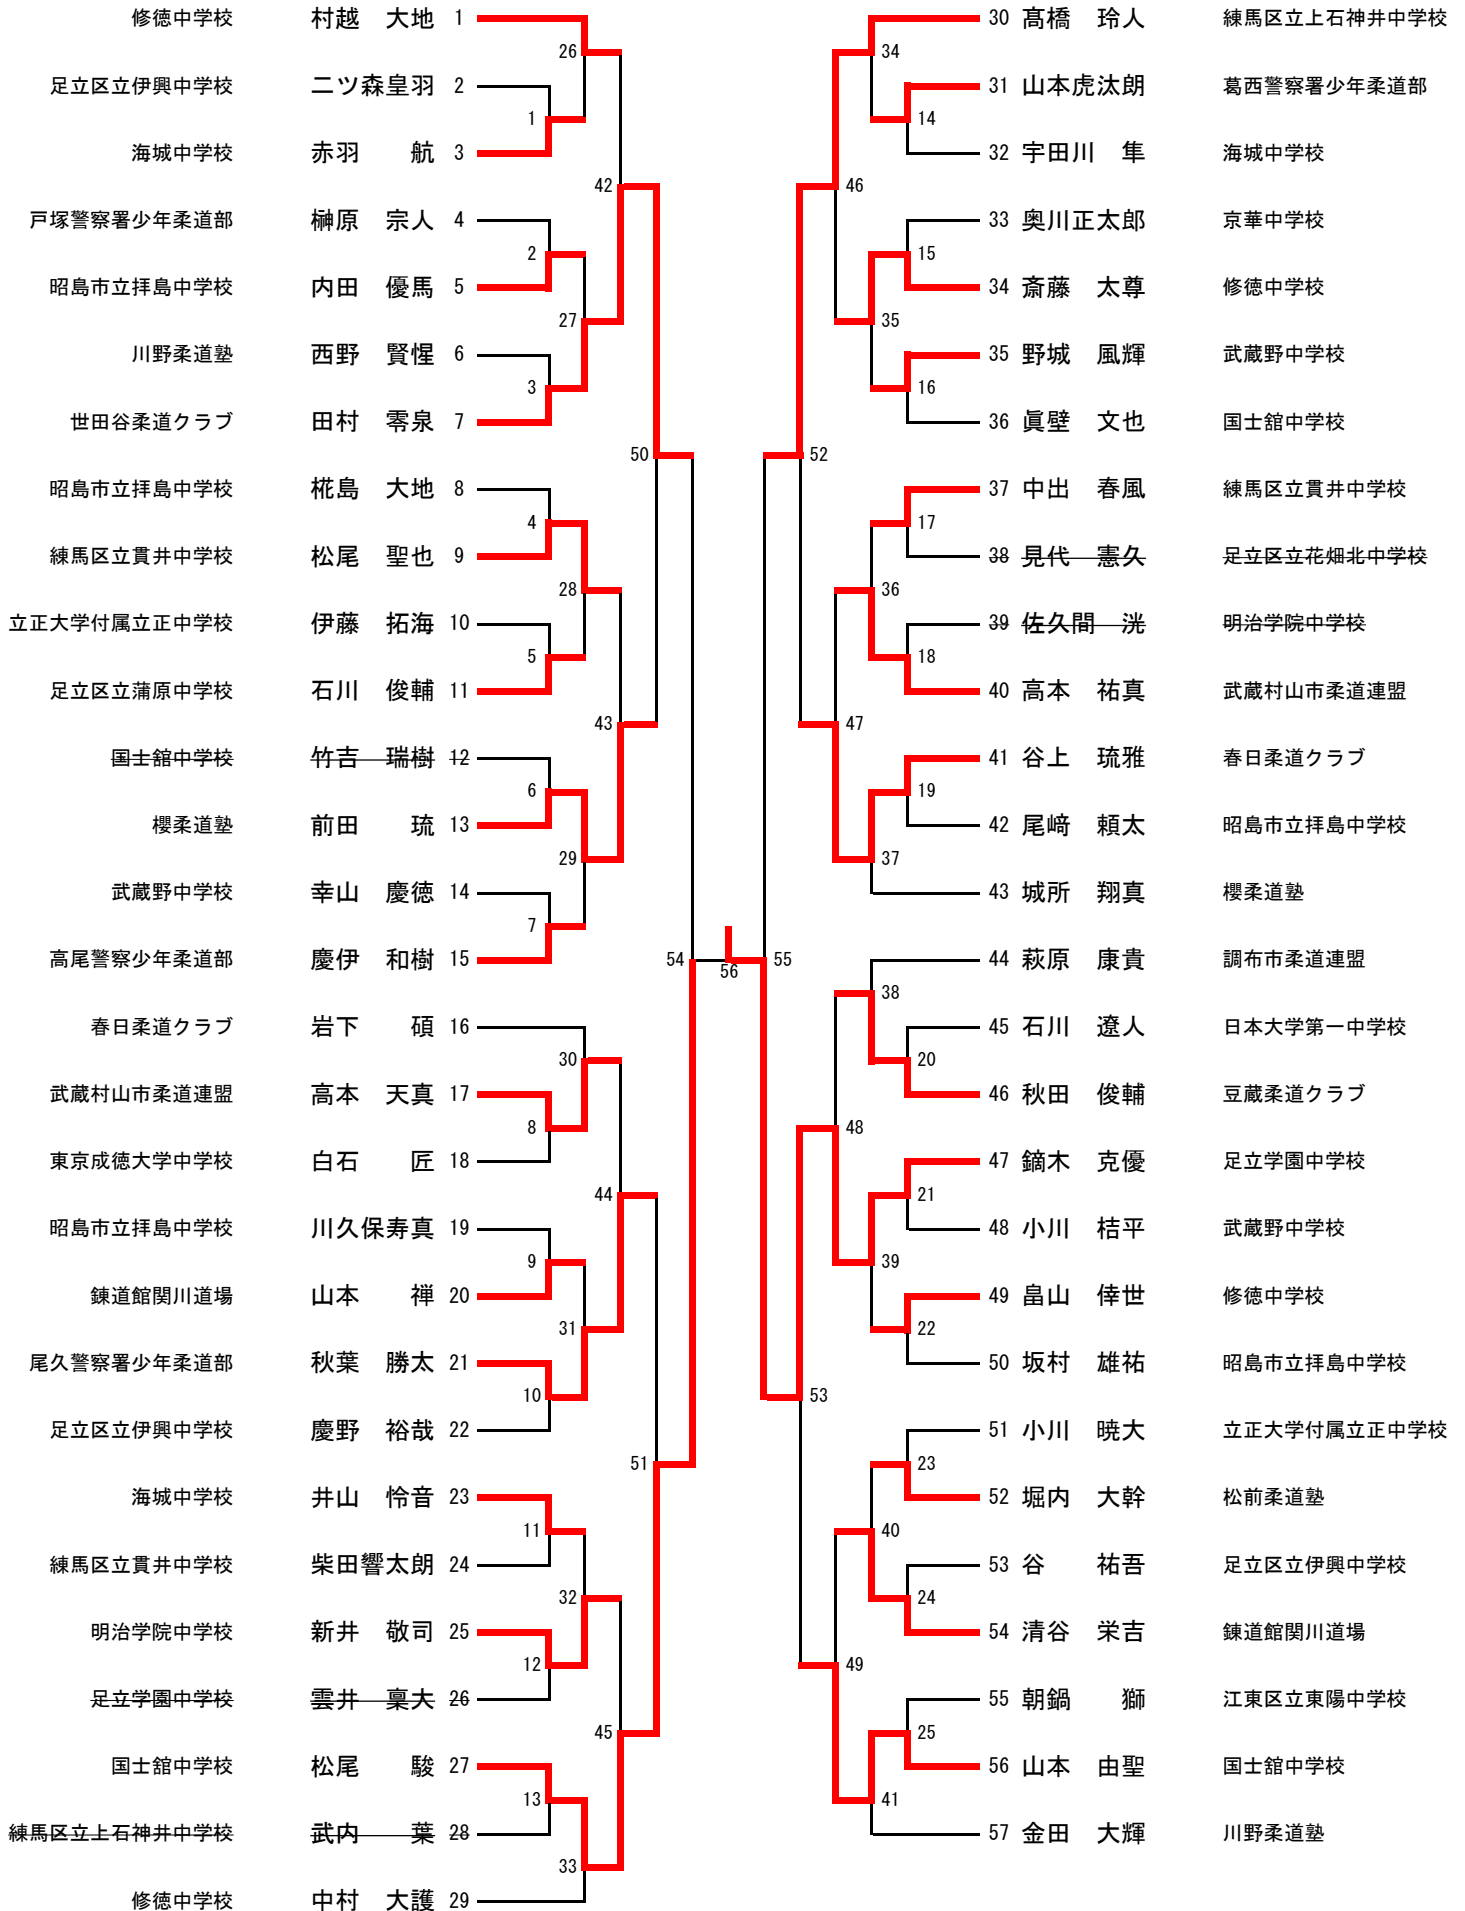 修徳中学校 村越 大地 1
足立区立伊興中学校 二ツ森皇羽 2
海城中学校 赤羽 航 3
戸塚警察署少年柔道部 榊原 宗人 4
昭島市立拝島中学校 内田 優馬 5
川野柔道塾 西野 賢惺 6
世田谷柔道クラブ 田村 零泉 7
昭島市立拝島中学校 椛島 大地 8
練馬区立貫井中学校 松尾 聖也 9
立正大学付属立正中学校 伊藤 拓海 10
足立区立蒲原中学校 石川 俊輔 11
国士舘中学校 竹吉 瑞樹 12
櫻柔道塾 前田 琉 13
武蔵野中学校 幸山 慶徳 14
高尾警察少年柔道部 慶伊 和樹 15
春日柔道クラブ 岩下 碩 16
武蔵村山市柔道連盟 高本 天真 17
東京成徳大学中学校 白石 匠 18
昭島市立拝島中学校 川久保寿真 19
錬道館関川道場 山本 禅 20
尾久警察署少年柔道部 秋葉 勝太 21
足立区立伊興中学校 慶野 裕哉 22
海城中学校 井山 怜音 23
練馬区立貫井中学校 柴田響太朗 24
明治学院中学校 新井 敬司 25
足立学園中学校 雲井 稟大 26
国士舘中学校 松尾 駿 27
練馬区立上石神井中学校 武内 葉 28
修徳中学校 中村 大護 29
1
2
3
4
5
6
7
8
9
10
11
12
13
26
27
28
29
30
31
32
33
42
43
44
45
50
51
54
56
55
52
53
46
47
48
49
34
35
36
37
38
39
40
41
14
15
16
17
18
19
20
21
22
23
24
25
30 髙橋 玲人 練馬区立上石神井中学校
31 山本虎汰朗 葛西警察署少年柔道部
32 宇田川 隼 海城中学校
33 奥川正太郎 京華中学校
34 斎藤 太尊 修徳中学校
35 野城 風輝 武蔵野中学校
36 眞壁 文也 国士舘中学校
37 中出 春風 練馬区立貫井中学校
38 見代 憲久 足立区立花畑北中学校
39 佐久間 洸 明治学院中学校
40 高本 祐真 武蔵村山市柔道連盟
41 谷上 琉雅 春日柔道クラブ
42 尾﨑 頼太 昭島市立拝島中学校
43 城所 翔真 櫻柔道塾
44 萩原 康貴 調布市柔道連盟
45 石川 遼人 日本大学第一中学校
46 秋田 俊輔 豆蔵柔道クラブ
47 鏑木 克優 足立学園中学校
48 小川 桔平 武蔵野中学校
49 畠山 倖世 修徳中学校
50 坂村 雄祐 昭島市立拝島中学校
51 小川 暁大 立正大学付属立正中学校
52 堀内 大幹 松前柔道塾
53 谷 祐吾 足立区立伊興中学校
54 清谷 栄吉 錬道館関川道場
55 朝鍋 獅 江東区立東陽中学校
56 山本 由聖 国士舘中学校
57 金田 大輝 川野柔道塾